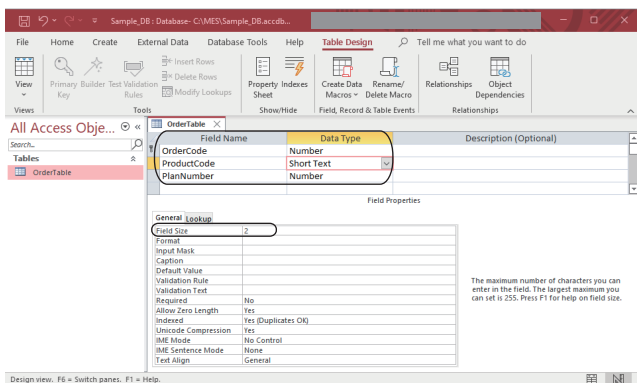 Sample_DB : Database- C:\MES\Sample_DB.accdb...
File Home Create External Data Database Tools Help Table Design Tell me what you want to do
View
Primary Key
Builder
Test Validation Rules
Insert Rows
Delete Rows
Modify Lookups
Property Sheet
Indexes
Create Data Macros
Rename/ Delete Macro
Relationships
Object Dependencies
Views Tools Show/Hide Field, Record & Table Events Relationships
All Access Obje...
Search..
Tables
OrderTable
OrderTable
Field Name Data Type Description (Optional)
OrderCode Number
ProductCode Short Text
PlanNumber Number
Field Properties
General Lookup
Field Size 2
Format
Input Mask
Caption
Default Value
Validation Rule
Validation Text
Required No
Allow Zero Length Yes
Indexed Yes (Duplicates OK)
Unicode Compression Yes
IME Mode No Control
IME Sentence Mode None
Text Align General
The maximum number of characters you can
enter in the field. The largest maximum you
can set is 255. Press F1 for help on field size.
Design view. F6 = Switch panes. F1 = Help.